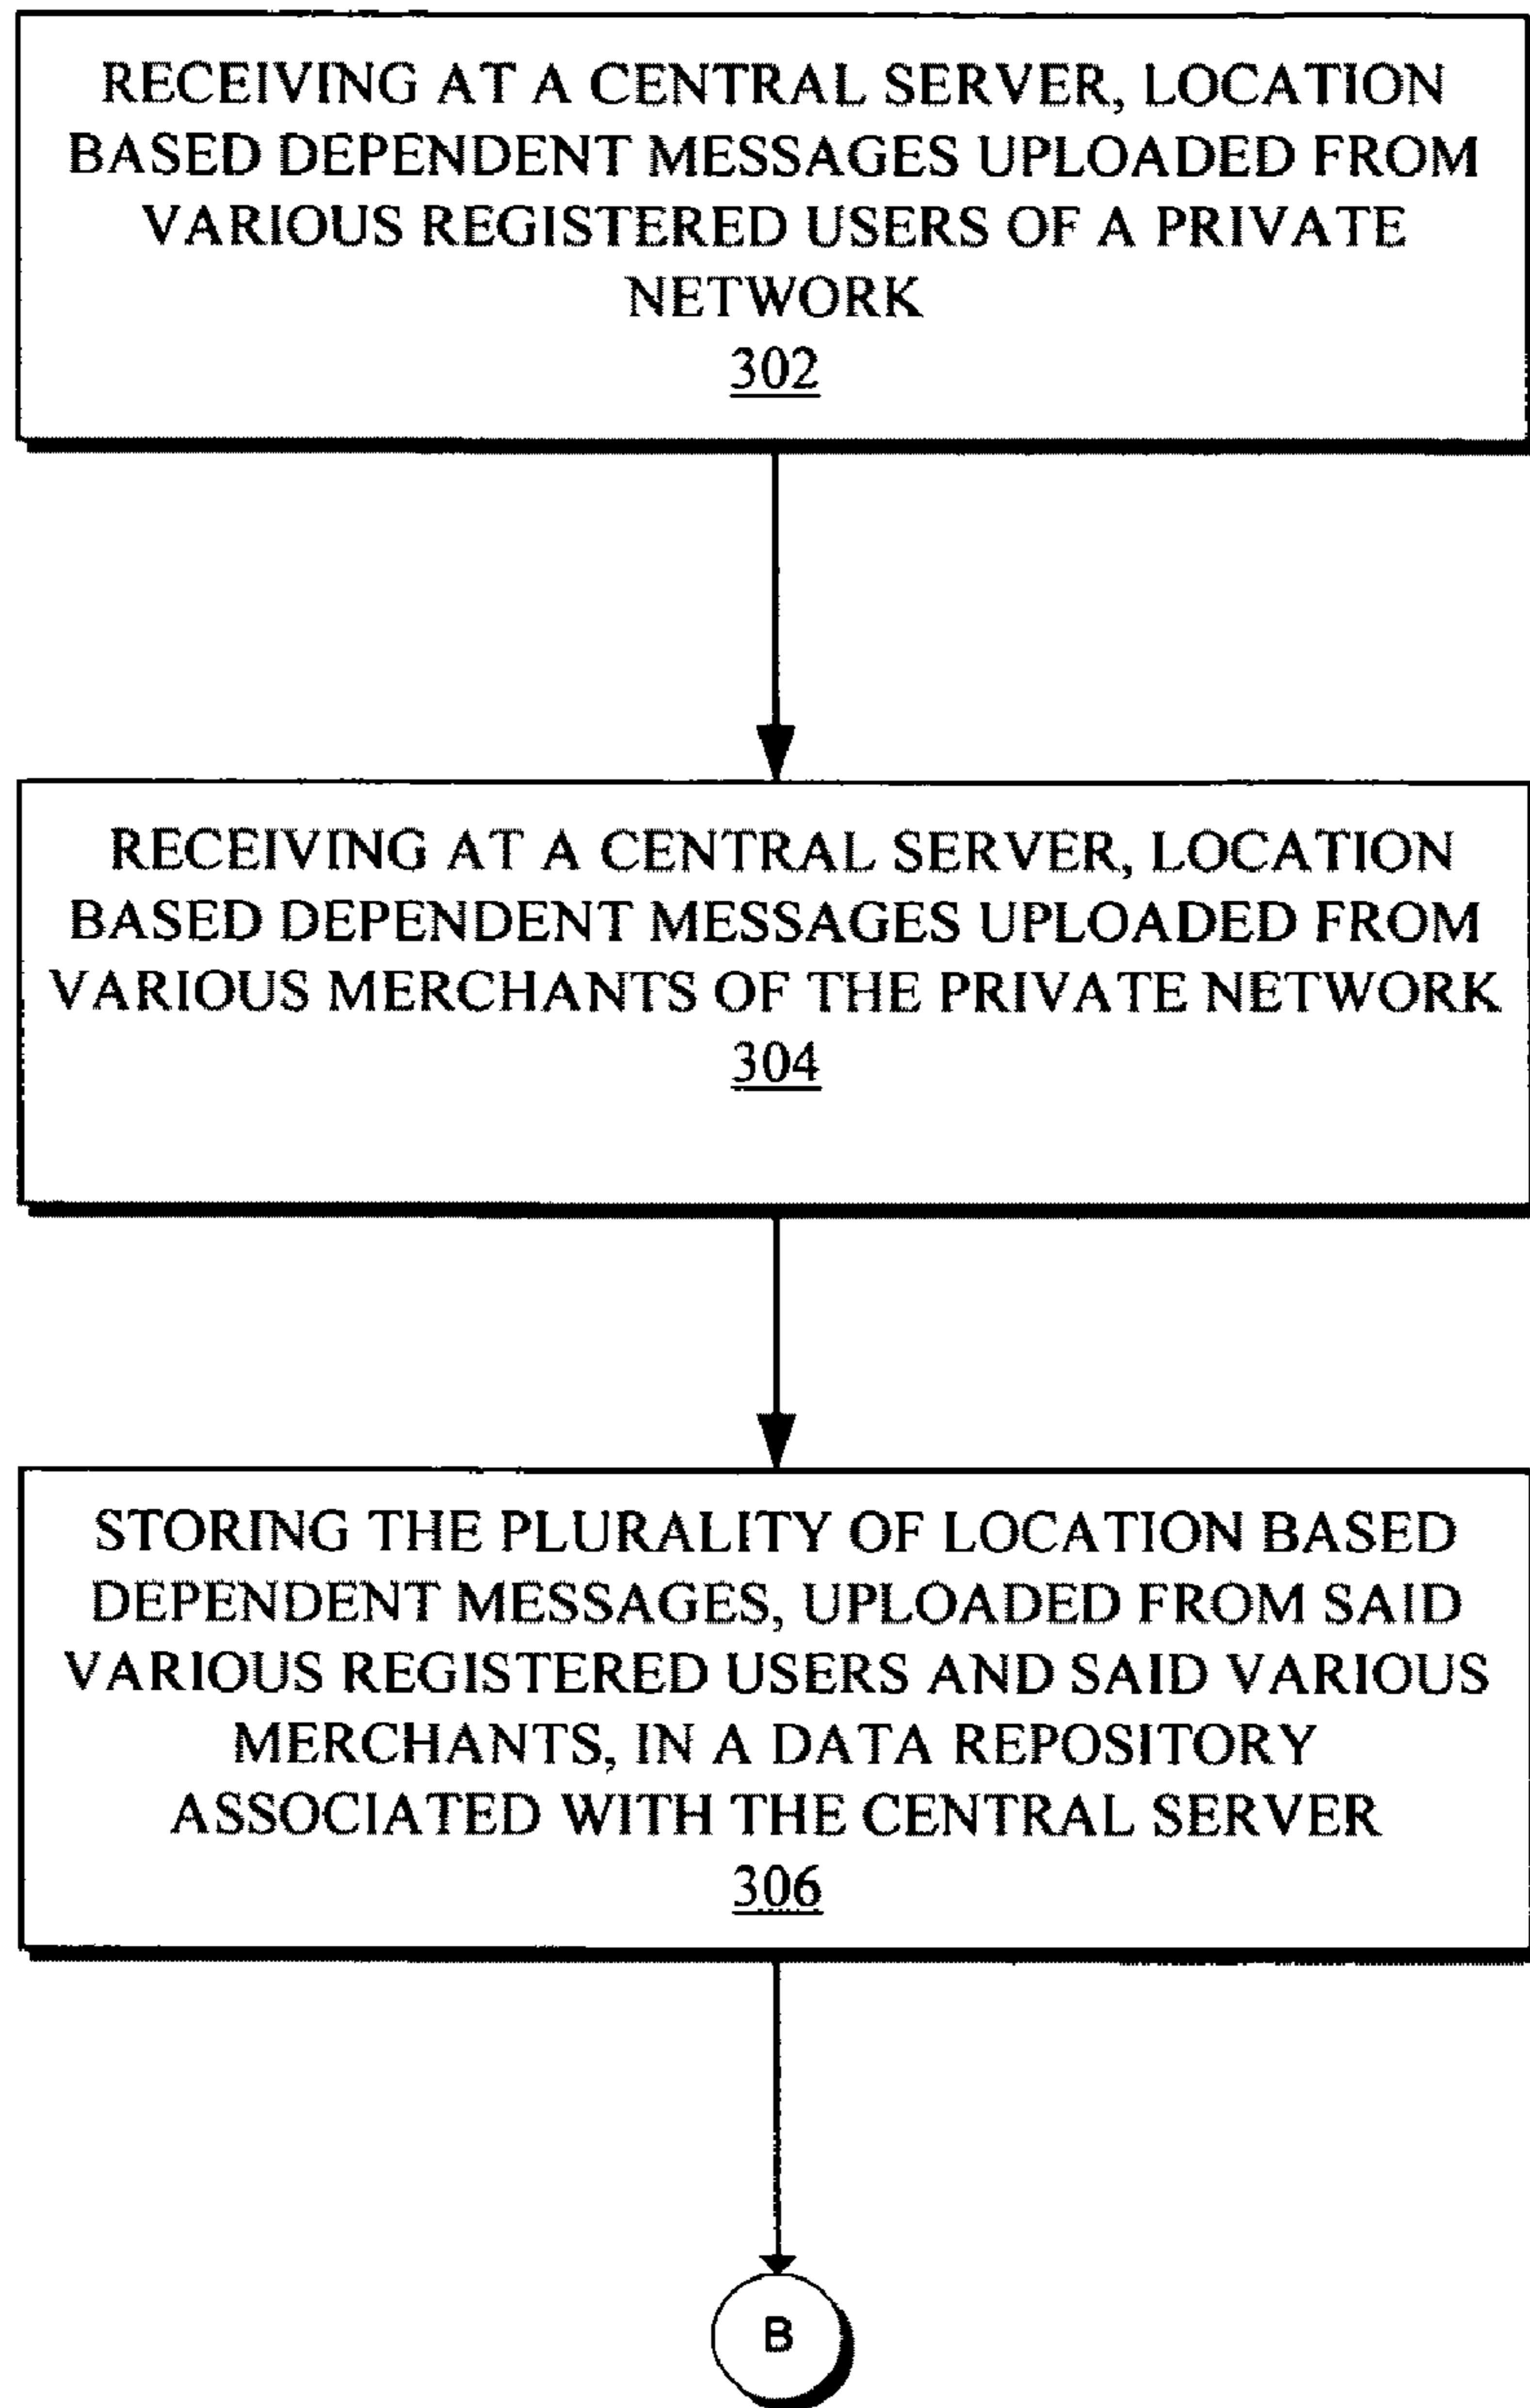 RECEIVING AT A CENTRAL SERVER, LOCATION
BASED DEPENDENT MESSAGES UPLOADED FROM
VARIOUS REGISTERED USERS OF A PRIVATE
NETWORK
302
RECEIVING AT A CENTRAL SERVER, LOCATION
BASED DEPENDENT MESSAGES UPLOADED FROM
VARIOUS MERCHANTS OF THE PRIVATE NETWORK
304
STORING THE PLURALITY OF LOCATION BASED
DEPENDENT MESSAGES, UPLOADED FROM SAID
VARIOUS REGISTERED USERS AND SAID VARIOUS
MERCHANTS, IN A DATA REPOSITORY
ASSOCIATED WITH THE CENTRAL SERVER
306
B